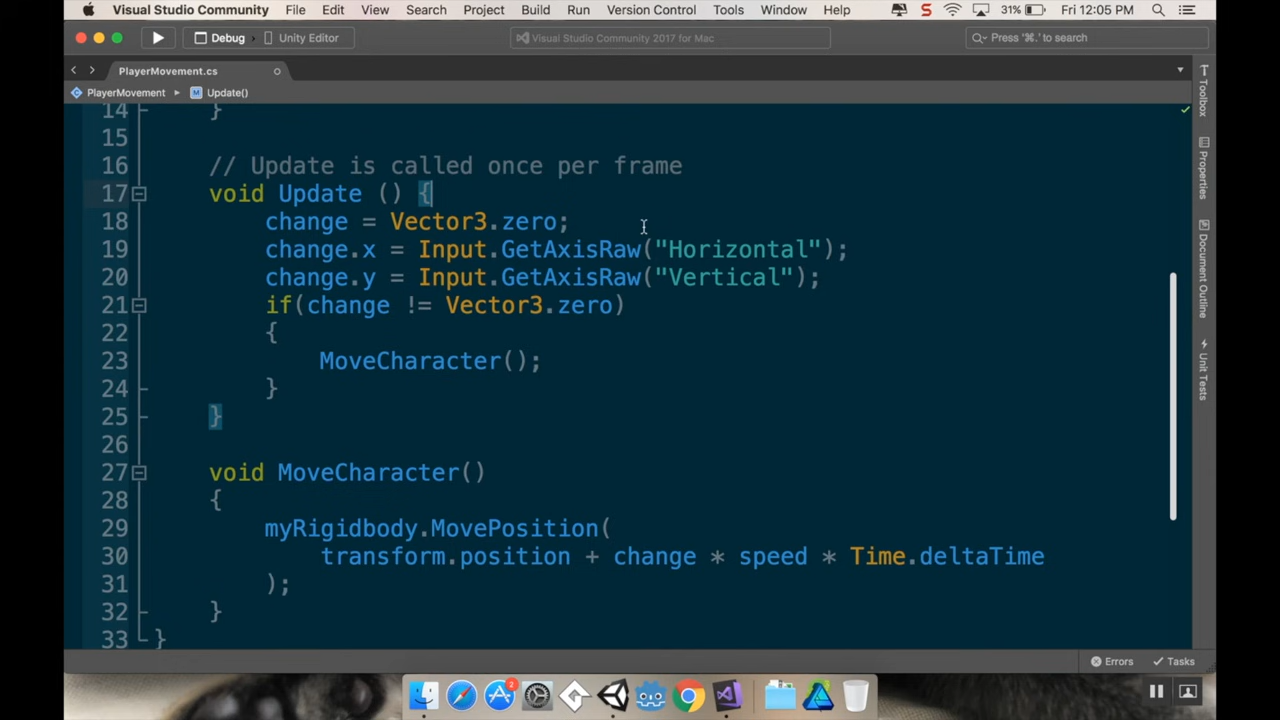 Visual Studio Community File Edit View Search Project Build Run Version Control Tools Window Help 31% Fri 12:05 PM
Debug Unity Editor Visual Studio Community 2017 for Mac Press '⌘.' to search
PlayerMovement.cs
PlayerMovement Update()
14 }
15
16 // Update is called once per frame
17 void Update () {
18 change = Vector3.zero;
19 change.x = Input.GetAxisRaw("Horizontal");
20 change.y = Input.GetAxisRaw("Vertical");
21 if(change != Vector3.zero)
22 {
23 MoveCharacter();
24 }
25 }
26
27 void MoveCharacter()
28 {
29 myRigidbody.MovePosition(
30 transform.position + change * speed * Time.deltaTime
31 );
32 }
33 }
Toolbox
Properties
Document Outline
Unit Tests
Errors Tasks
2